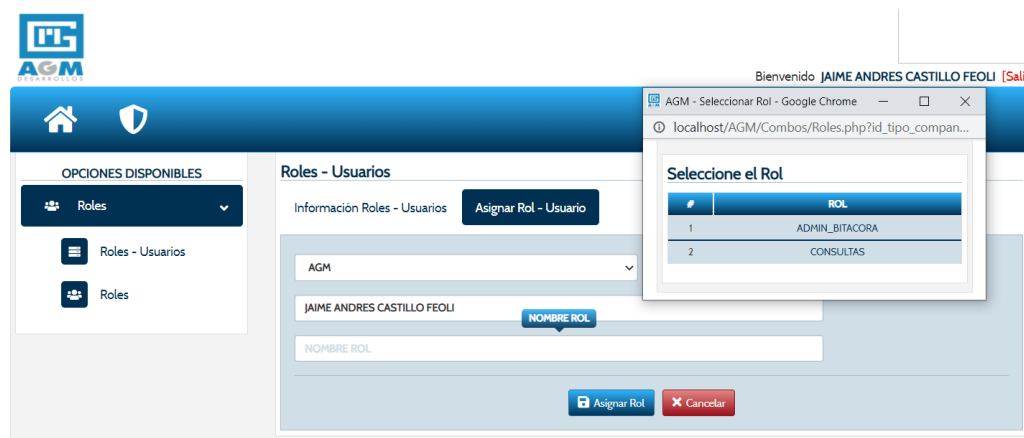 AGM
DESARROLLOS
Bienvenido JAIME ANDRES CASTILLO FEOLI [Sali
AGM - Seleccionar Rol - Google Chrome
localhost/AGM/Combos/Roles.php?id_tipo_compan...
Seleccione el Rol
# ROL
1 ADMIN_BITACORA
2 CONSULTAS
OPCIONES DISPONIBLES
Roles
Roles - Usuarios
Roles
Roles - Usuarios
Información Roles - Usuarios
Asignar Rol - Usuario
AGM
JAIME ANDRES CASTILLO FEOLI
NOMBRE ROL
NOMBRE ROL
Asignar Rol
Cancelar